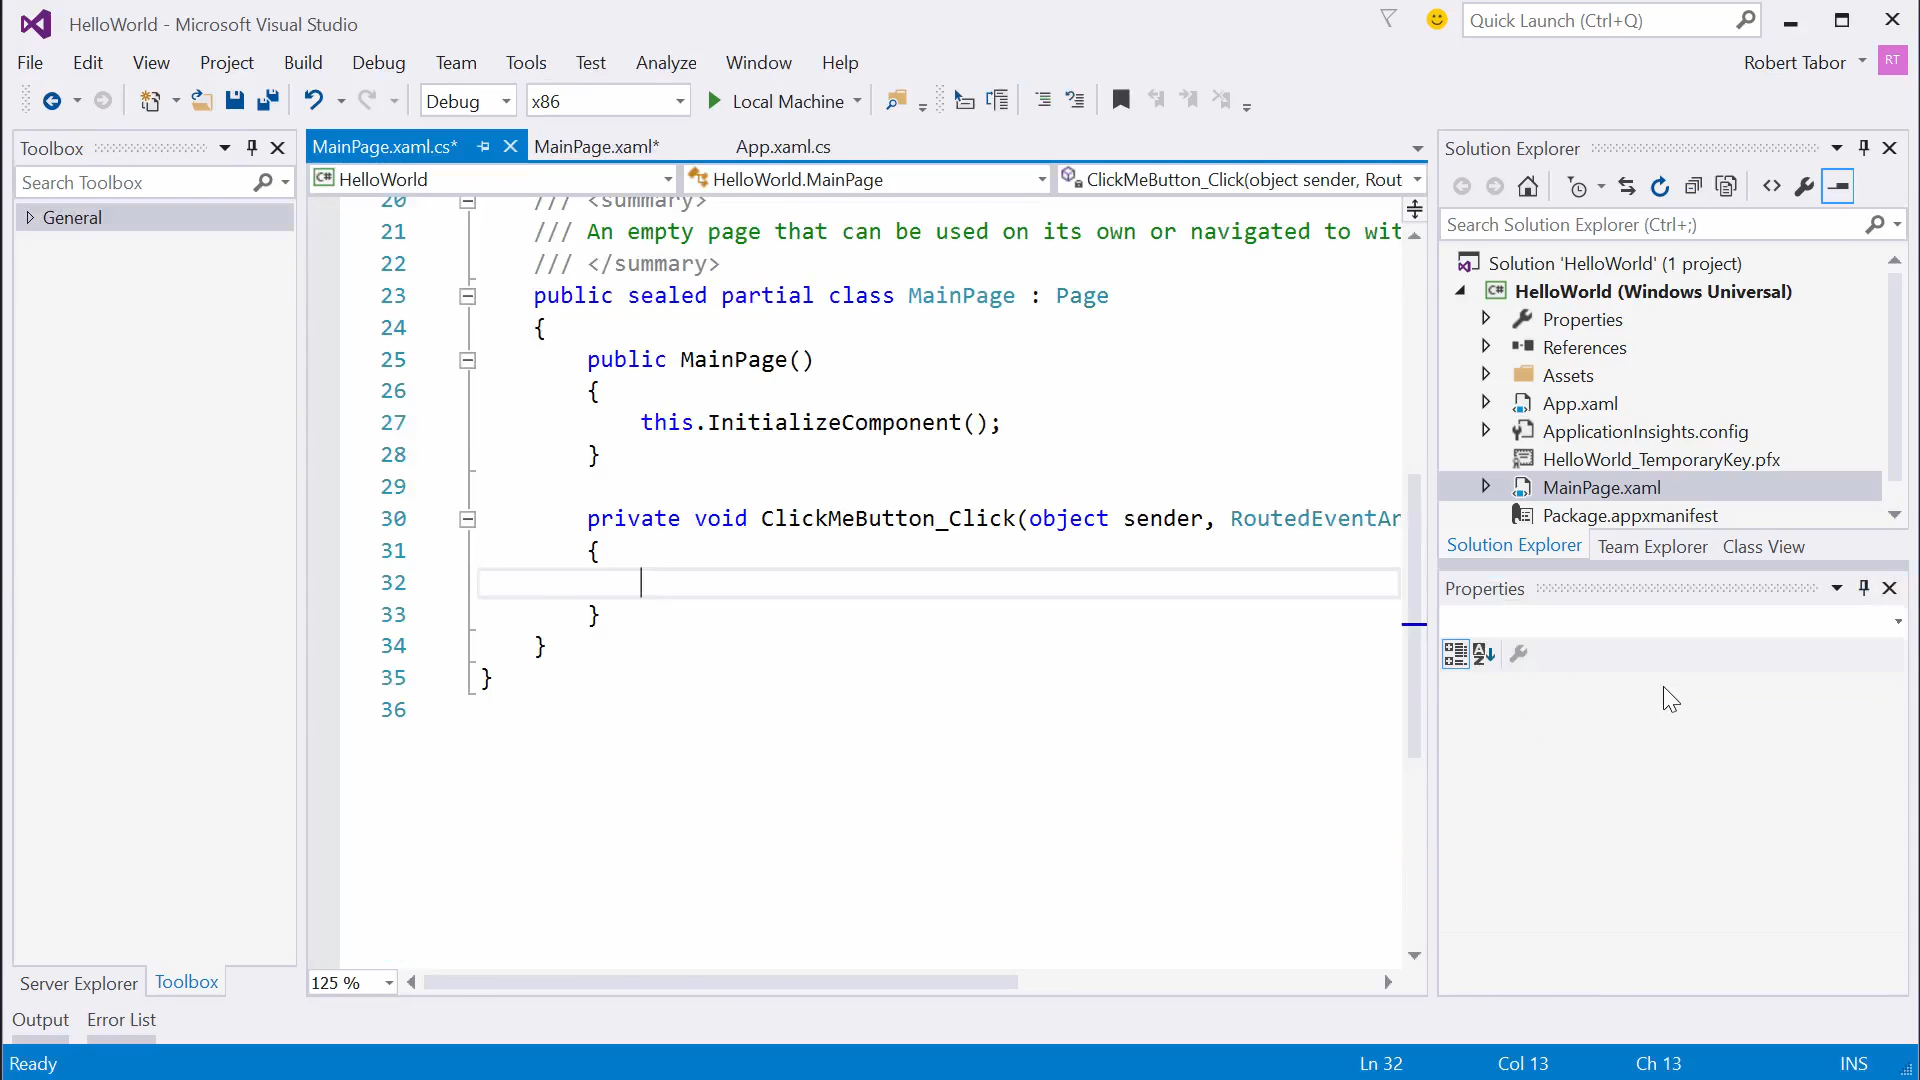 HelloWorld - Microsoft Visual Studio
Quick Launch (Ctrl+Q)
File Edit View Project Build Debug Team Tools Test Analyze Window Help
Robert Tabor RT
Debug x86 Local Machine
Toolbox
Search Toolbox
General
Server Explorer Toolbox
MainPage.xaml.cs* MainPage.xaml* App.xaml.cs
C# HelloWorld HelloWorld.MainPage ClickMeButton_Click(object sender, Rout
20 /// <summary>
21 /// An empty page that can be used on its own or navigated to wit
22 /// </summary>
23 public sealed partial class MainPage : Page
24 {
25 public MainPage()
26 {
27 this.InitializeComponent();
28 }
29
30 private void ClickMeButton_Click(object sender, RoutedEventAr
31 {
32
33 }
34 }
35 }
36
125 %
Solution Explorer
Search Solution Explorer (Ctrl+;)
Solution 'HelloWorld' (1 project)
C# HelloWorld (Windows Universal)
Properties
References
Assets
App.xaml
ApplicationInsights.config
HelloWorld_TemporaryKey.pfx
MainPage.xaml
Package.appxmanifest
Solution Explorer Team Explorer Class View
Properties
Output Error List
Ready Ln 32 Col 13 Ch 13 INS